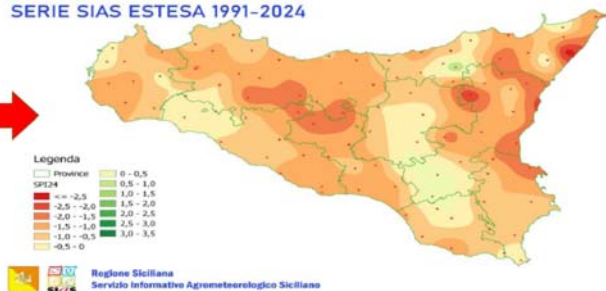 SERIE SIAS ESTESA 1991-2024
Legenda
Province
SPI24
<= -2,5
-2,5 - -2,0
-2,0 - -1,5
-1,5 - -1,0
-1,0 - -0,5
-0,5 - 0
0 - 0,5
0,5 - 1,0
1,0 - 1,5
1,5 - 2,0
2,0 - 2,5
2,5 - 3,0
3,0 - 3,5
SIAS
Regione Siciliana
Servizio Informativo Agrometeorologico Siciliano